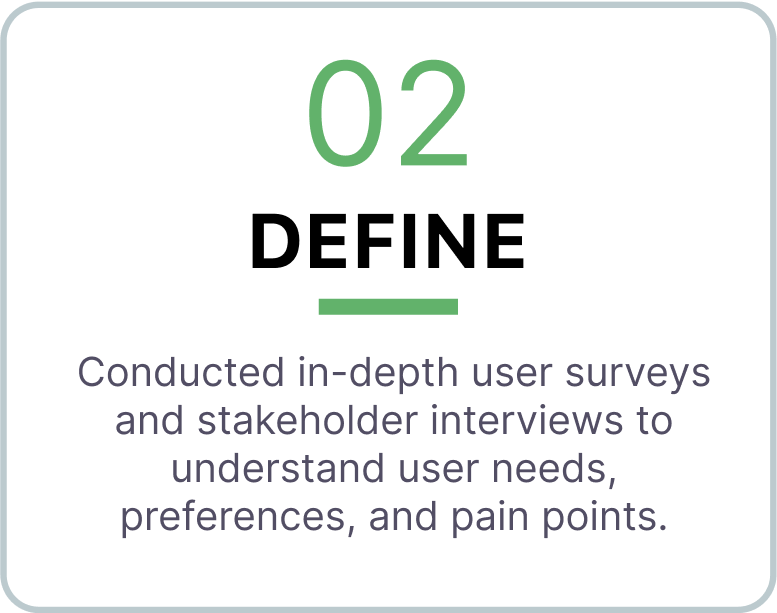 02
DEFINE
Conducted in-depth user surveys
and stakeholder interviews to
understand user needs,
preferences, and pain points.